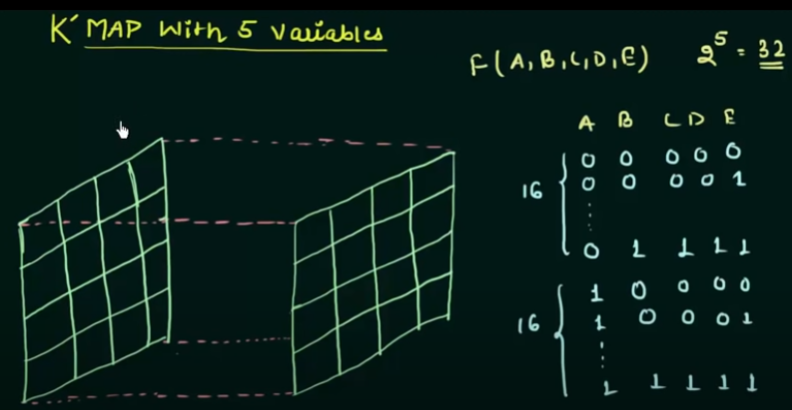 K' MAP With 5 Variables
F(A,B,C,D,E) 2^5 = 32
A B C D E
0 0 0 0 0
16 { 0 0 0 0 1
⋮
0 1 1 1 1
1 0 0 0 0
16 { 1 0 0 0 1
⋮
1 1 1 1 1